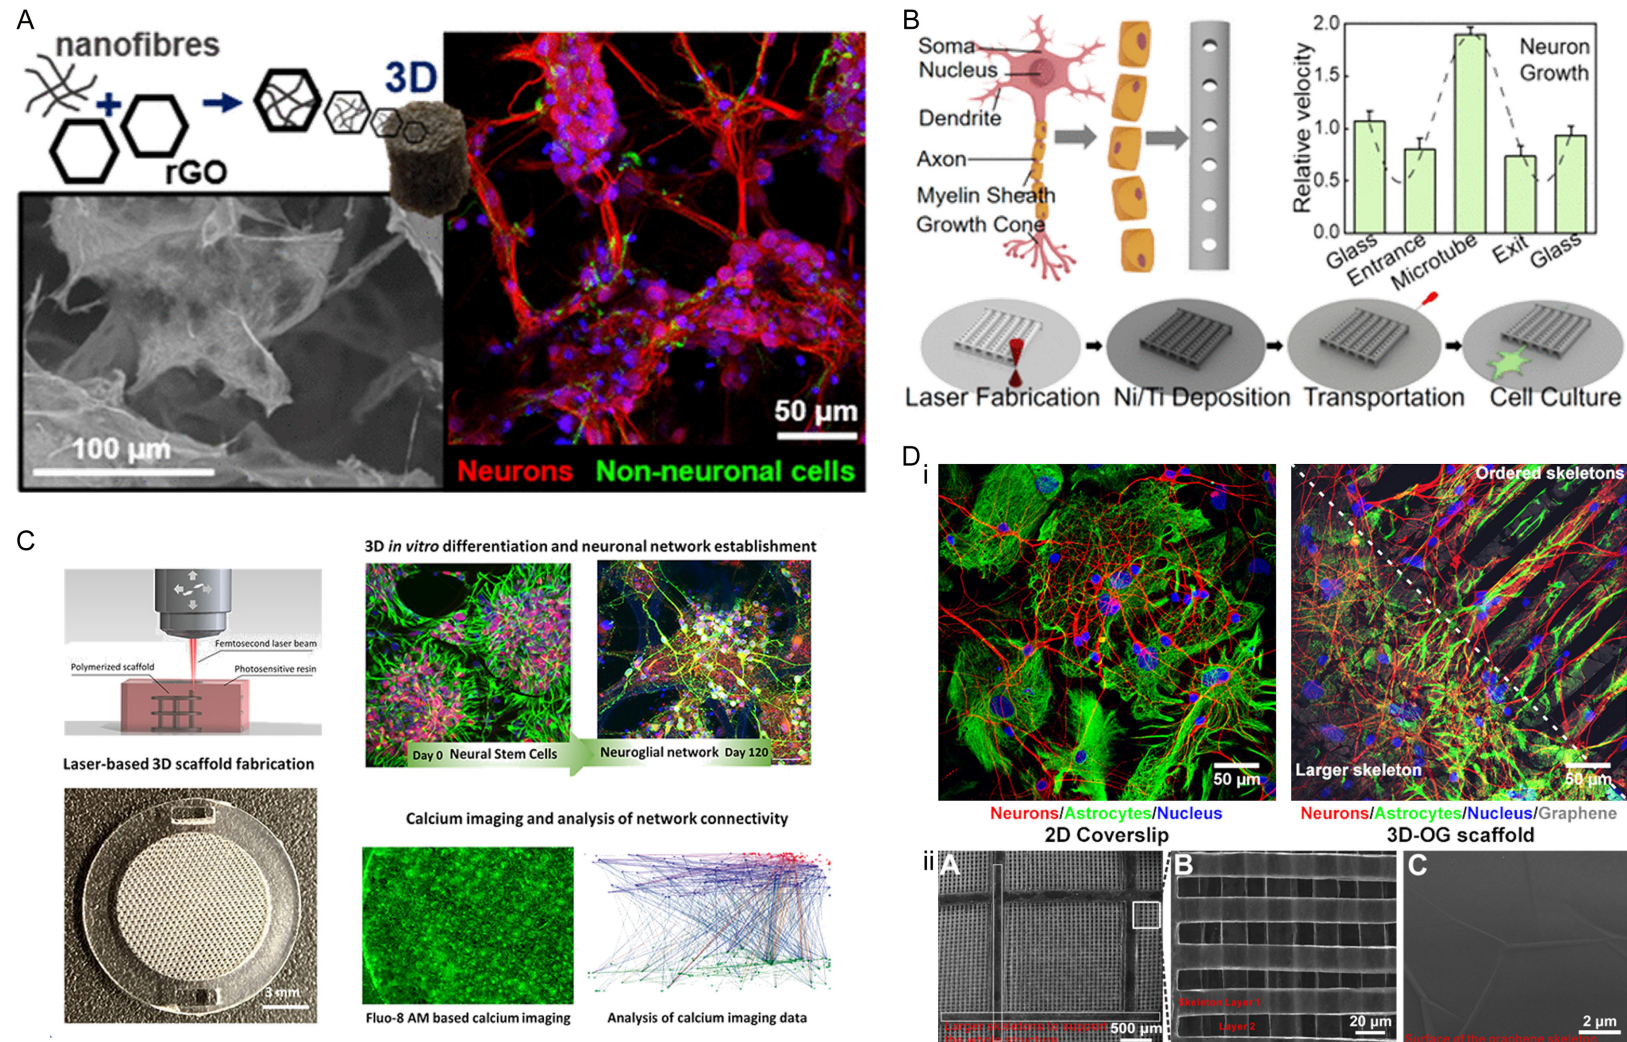 A
nanofibres
3D
rGO
100 µm
50 µm
Neurons Non-neuronal cells
B
Soma
Nucleus
Dendrite
Axon
Myelin Sheath
Growth Cone
Relative velocity
2.0
1.5
1.0
0.5
0.0
Neuron
Growth
Glass
Entrance
Microtube
Exit
Glass
Laser Fabrication
Ni/Ti Deposition
Transportation
Cell Culture
C
Femtosecond laser beam
Polymerized scaffold
Photosensitive resin
Laser-based 3D scaffold fabrication
3 mm
3D in vitro differentiation and neuronal network establishment
Day 0 Neural Stem Cells
Neuroglial network Day 120
Calcium imaging and analysis of network connectivity
Fluo-8 AM based calcium imaging
Analysis of calcium imaging data
D
i
50 µm
Neurons/Astrocytes/Nucleus
2D Coverslip
Ordered skeletons
Larger skeleton
50 µm
Neurons/Astrocytes/Nucleus/Graphene
3D-OG scaffold
ii
A
500 µm
B
Skeleton Layer 1
Layer 2
20 µm
C
2 µm
Surface of the graphene skeleton